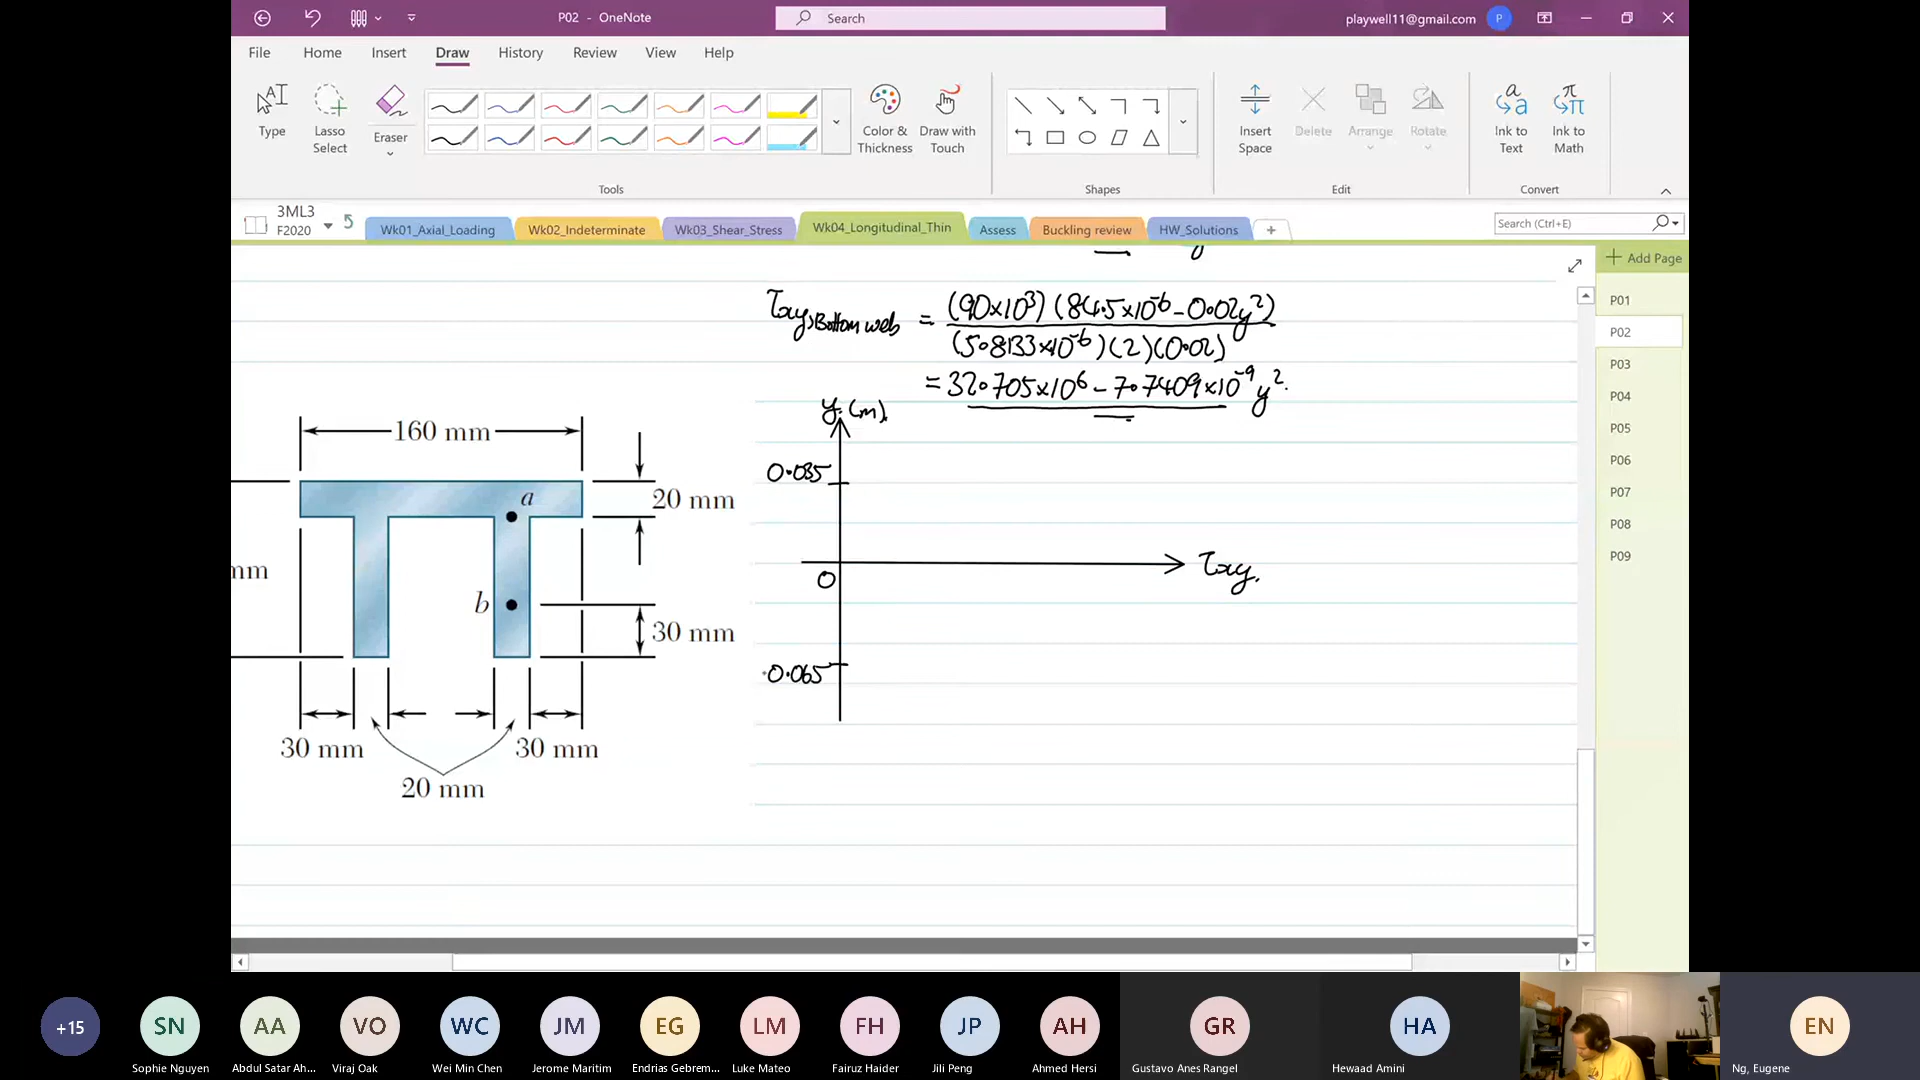 P02 - OneNote
Search
playwell11@gmail.com
P
File Home Insert Draw History Review View Help
Type
Lasso Select
Eraser
Color & Thickness
Draw with Touch
Insert Space
Delete
Arrange
Rotate
Ink to Text
Ink to Math
Tools
Shapes
Edit
Convert
3ML3
F2020
Wk01_Axial_Loading Wk02_Indeterminate Wk03_Shear_Stress Wk04_Longitudinal_Thin Assess Buckling review HW_Solutions +
Search (Ctrl+E)
Add Page
P01
P02
P03
P04
P05
P06
P07
P08
P09
τxy,Bottom web = (90×10³)(84.5×10⁻⁶ - 0.02y²)
(5.8133×10⁻⁶)(2)(0.02)
= 32.705×10⁶ - 7.7409×10⁻⁹ y².
y (m)
0.035
0
τxy.
-0.065
160 mm
a
20 mm
mm
b
30 mm
30 mm
30 mm
20 mm
+15
SN
AA
VO
WC
JM
EG
LM
FH
JP
AH
GR
HA
EN
Sophie Nguyen
Abdul Satar Ah...
Viraj Oak
Wei Min Chen
Jerome Maritim
Endrias Gebrem...
Luke Mateo
Fairuz Haider
Jili Peng
Ahmed Hersi
Gustavo Anes Rangel
Hewaad Amini
Ng, Eugene